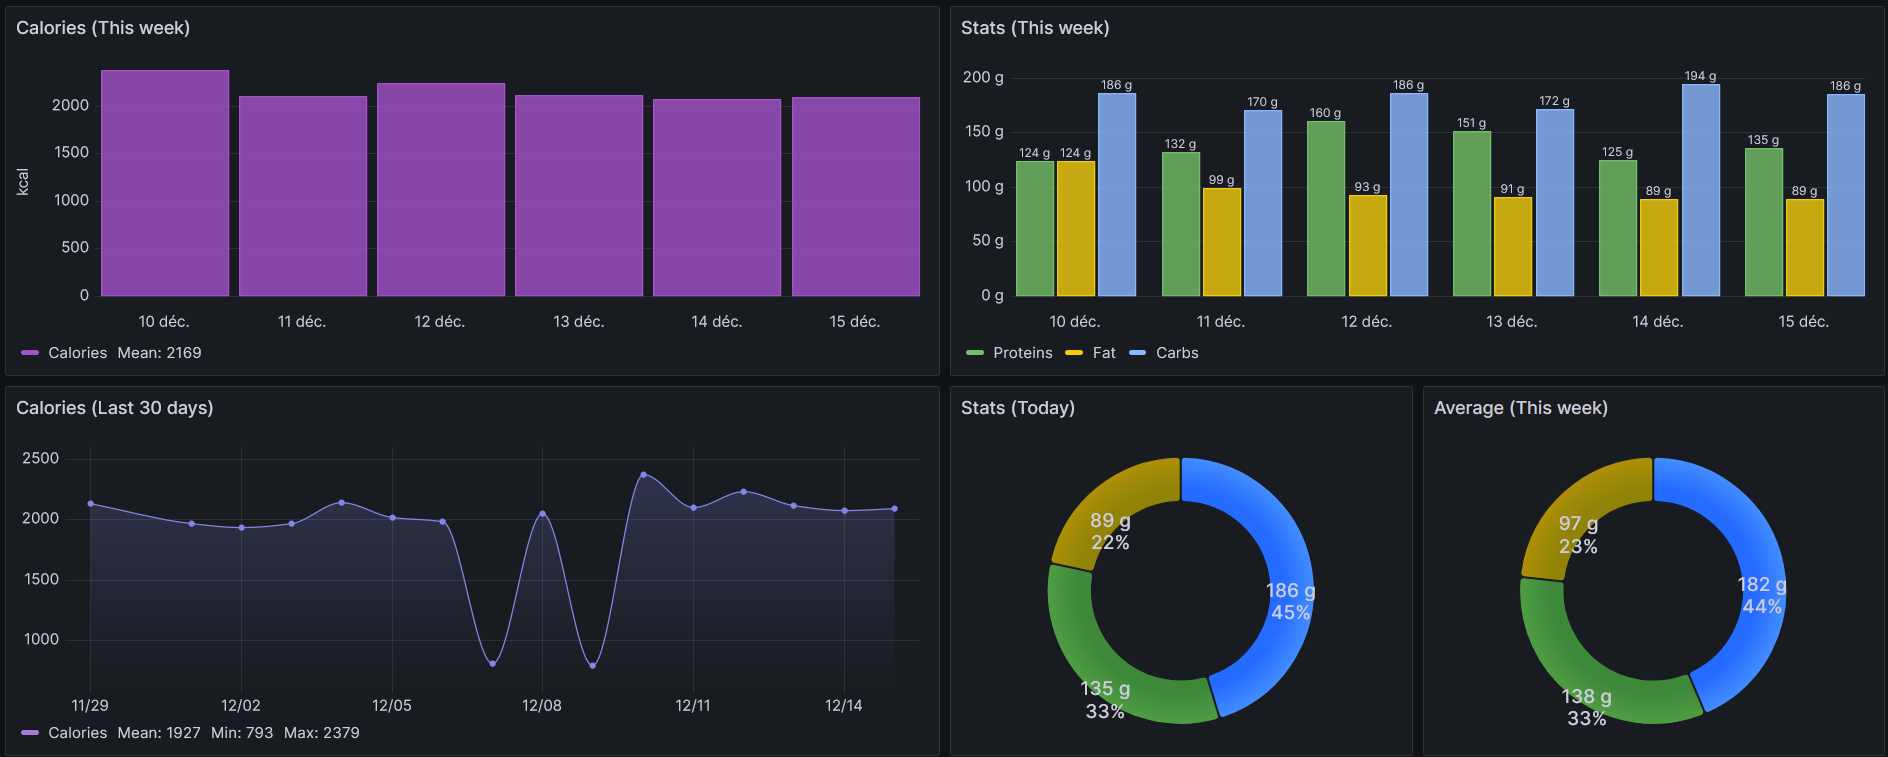 Calories (This week)
kcal
2000
1500
1000
500
0
10 déc.
11 déc.
12 déc.
13 déc.
14 déc.
15 déc.
Calories Mean: 2169
Stats (This week)
200 g
150 g
100 g
50 g
0 g
124 g
124 g
186 g
132 g
99 g
170 g
160 g
93 g
186 g
151 g
91 g
172 g
125 g
89 g
194 g
135 g
89 g
186 g
10 déc.
11 déc.
12 déc.
13 déc.
14 déc.
15 déc.
Proteins Fat Carbs
Calories (Last 30 days)
2500
2000
1500
1000
11/29
12/02
12/05
12/08
12/11
12/14
Calories Mean: 1927 Min: 793 Max: 2379
Stats (Today)
89 g
22%
186 g
45%
135 g
33%
Average (This week)
97 g
23%
182 g
44%
138 g
33%